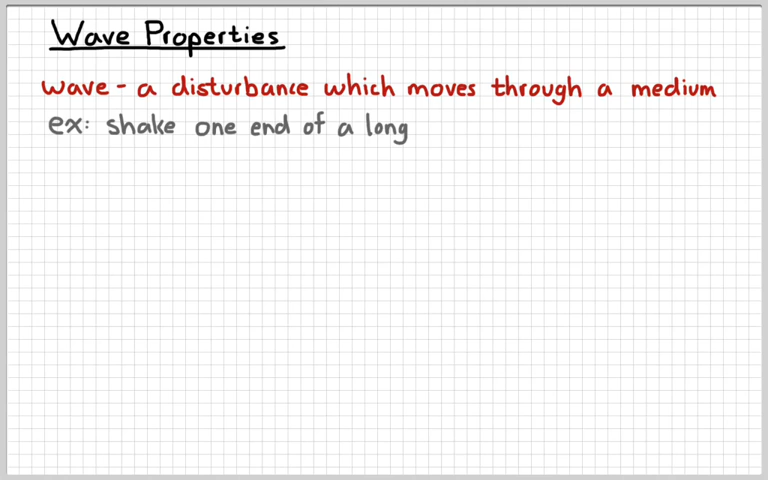 Wave Properties
wave - a disturbance which moves through a medium
ex: shake one end of a long